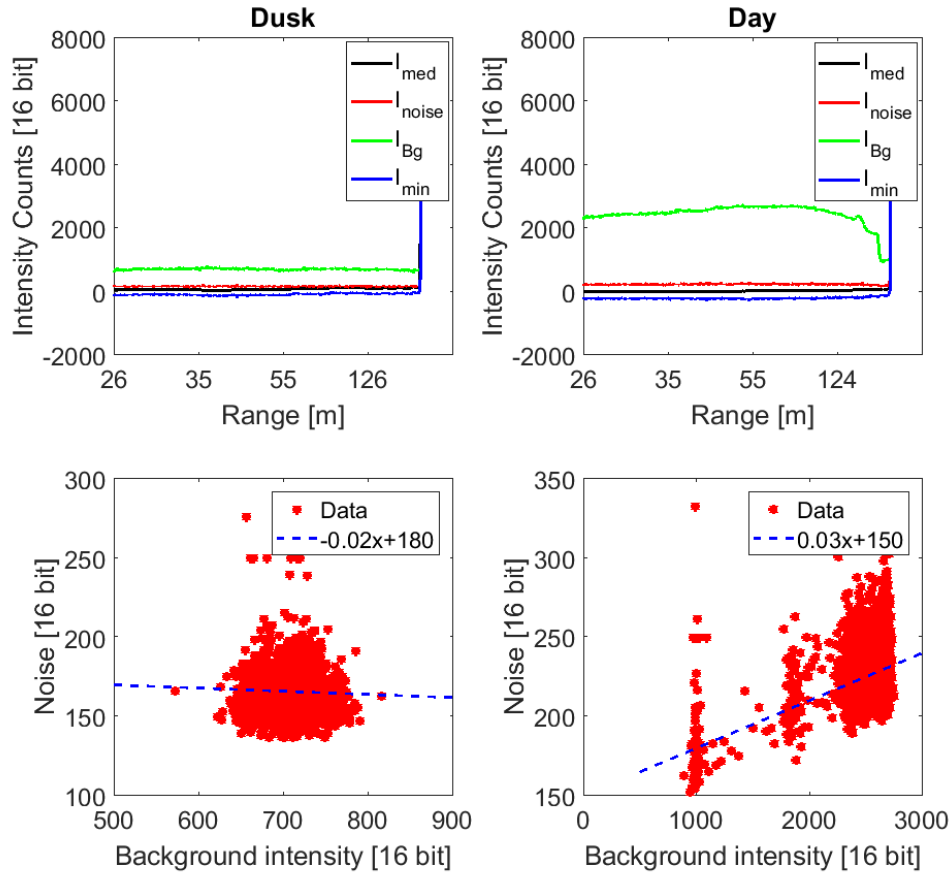 Dusk
8000
6000
4000
2000
0
-2000
Intensity Counts [16 bit]
I med
I noise
I Bg
I min
26 35 55 126
Range [m]
Day
8000
6000
4000
2000
0
-2000
Intensity Counts [16 bit]
I med
I noise
I Bg
I min
26 35 55 124
Range [m]
300
250
200
150
100
Noise [16 bit]
Data
-0.02x+180
500 600 700 800 900
Background intensity [16 bit]
350
300
250
200
150
Noise [16 bit]
Data
0.03x+150
0 1000 2000 3000
Background intensity [16 bit]